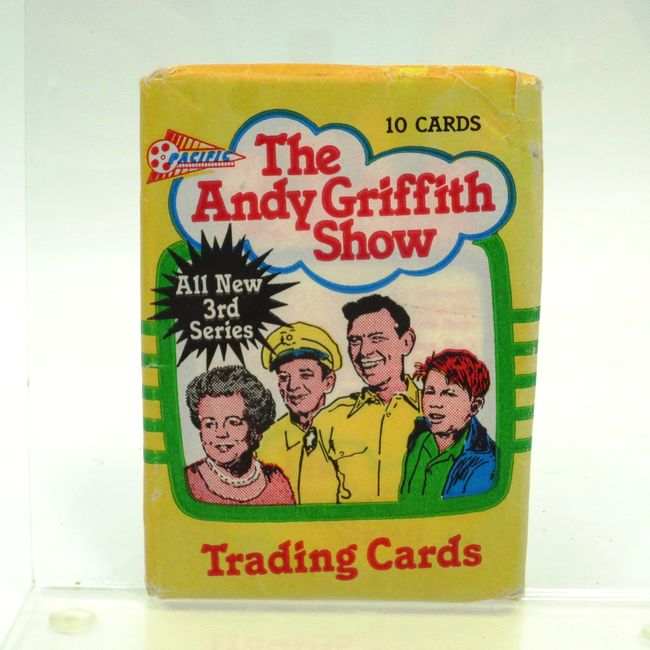 10 CARDS
PACIFIC
The
Andy Griffith
Show
All New
3rd
Series
Trading Cards